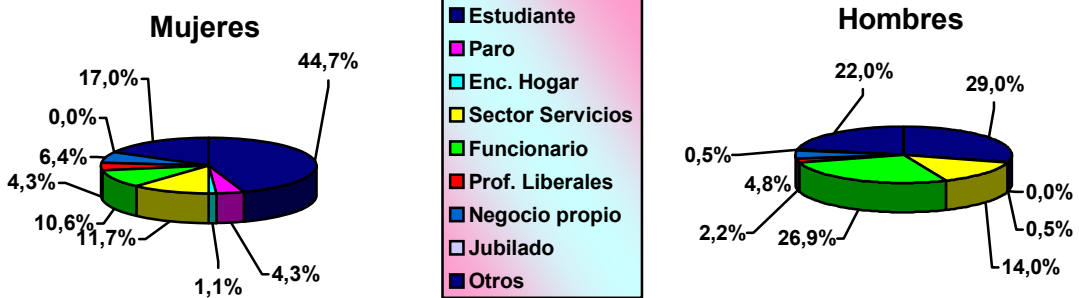 Mujeres
44,7%
17,0%
0,0%
6,4%
4,3%
10,6%
11,7%
1,1%
4,3%
Estudiante
Paro
Enc. Hogar
Sector Servicios
Funcionario
Prof. Liberales
Negocio propio
Jubilado
Otros
Hombres
22,0%
29,0%
0,5%
4,8%
2,2%
26,9%
0,0%
0,5%
14,0%